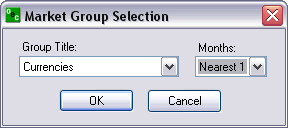 Market Group Selection
Group Title: Months:
Currencies Nearest 1
OK Cancel